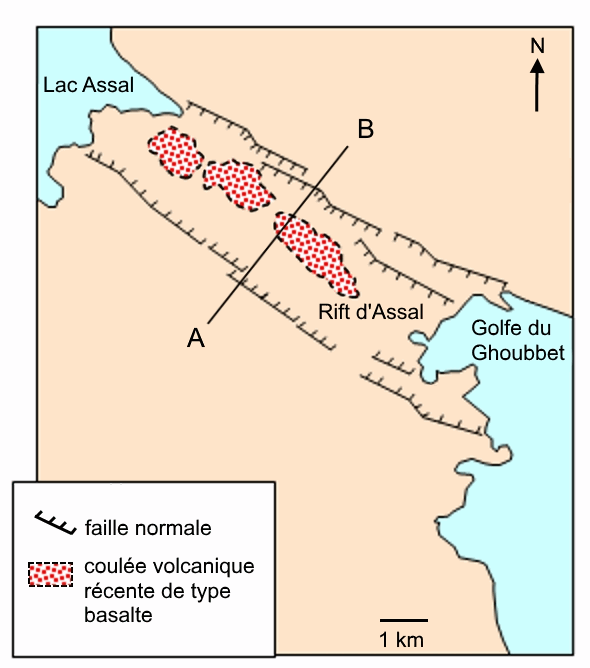 N
Lac Assal
B
Rift d'Assal
A
Golfe du
Ghoubbet
faille normale
coulée volcanique
récente de type
basalte
1 km